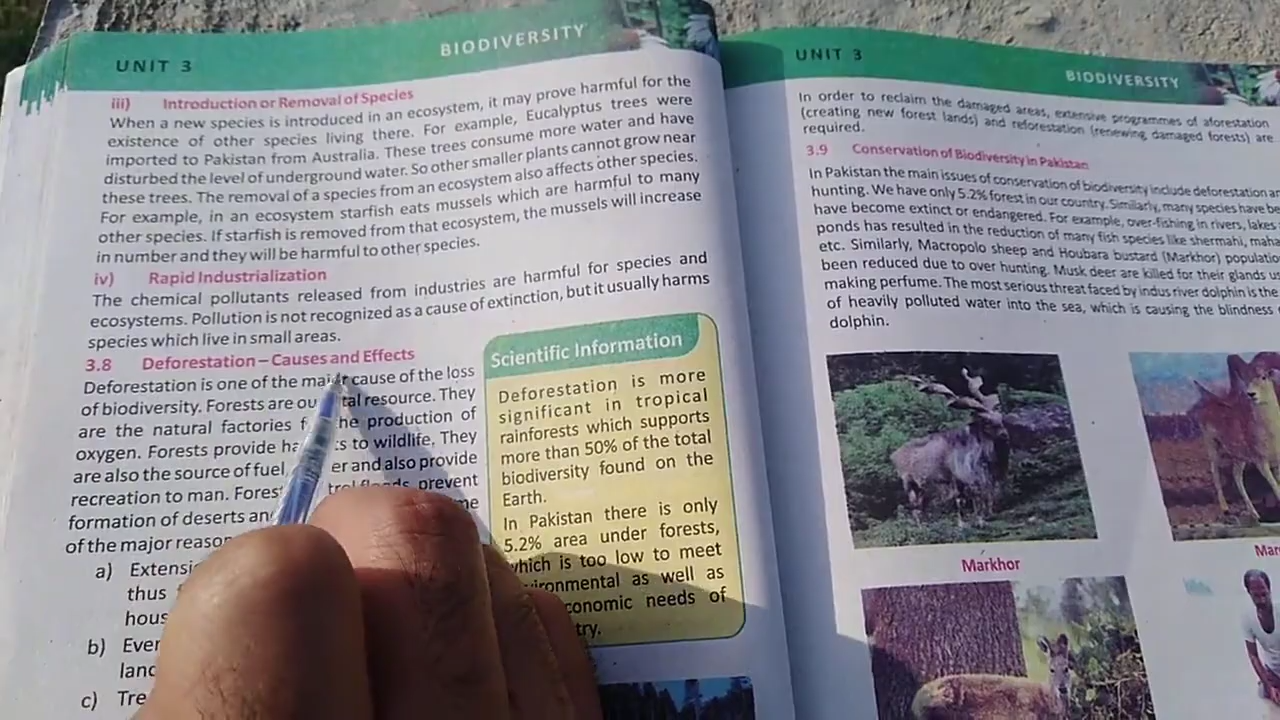 UNIT 3
BIODIVERSITY
iii) Introduction or Removal of Species
When a new species is introduced in an ecosystem, it may prove harmful for the
existence of other species living there. For example, Eucalyptus trees were
imported to Pakistan from Australia. These trees consume more water and have
disturbed the level of underground water. So other smaller plants cannot grow near
these trees. The removal of a species from an ecosystem also affects other species.
For example, in an ecosystem starfish eats mussels which are harmful to many
other species. If starfish is removed from that ecosystem, the mussels will increase
in number and they will be harmful to other species.
iv) Rapid Industrialization
The chemical pollutants released from industries are harmful for species and
ecosystems. Pollution is not recognized as a cause of extinction, but it usually harms
species which live in small areas.
3.8 Deforestation – Causes and Effects
Deforestation is one of the major cause of the loss
of biodiversity. Forests are resource. They
are the natural factories the production of
oxygen. Forests provide to wildlife. They
are also the source of fuel, and also provide
recreation to man. prevent
formation of deserts
of the major
a)
thus
b)
c)
Scientific Information
Deforestation is more
significant in tropical
rainforests which supports
more than 50% of the total
biodiversity found on the
Earth.
In Pakistan there is only
5.2% area under forests,
which is too low to meet
as well as
needs of
UNIT 3
BIODIVERSITY
In order to reclaim the damaged areas, extensive programmes of aforestation
(creating new forest lands) and reforestation (renewing damaged forests) are
required.
3.9 Conservation of Biodiversity in Pakistan
In Pakistan the main issues of conservation of biodiversity include deforestation
hunting. We have only 5.2% forest in our country. Similarly, many species have
have become extinct or endangered. For example, over-fishing in rivers, lakes
ponds has resulted in the reduction of many fish species like shermahi,
etc. Similarly, Macropolo sheep and Houbara bustard (Markhor)
been reduced due to over hunting. Musk deer are killed for their glands
making perfume. The most serious threat faced by indus river dolphin is the
of heavily polluted water into the sea, which is causing the blindness
dolphin.
Markhor